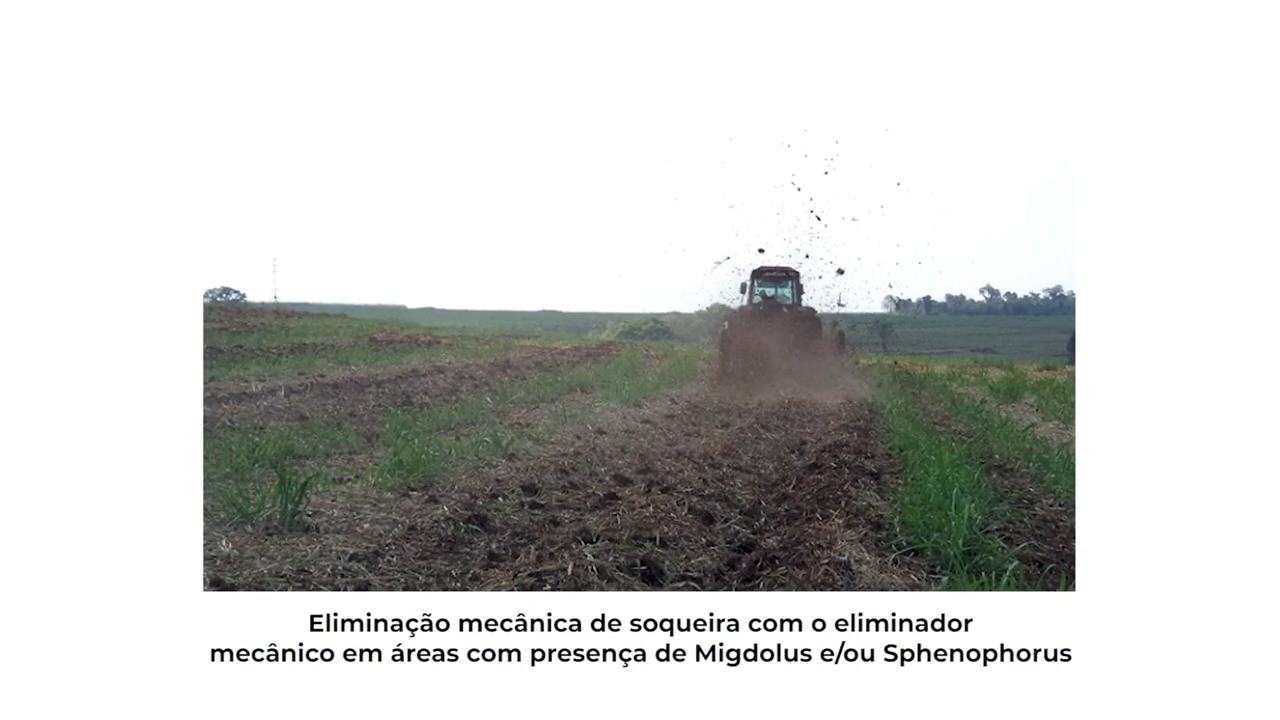 Eliminação mecânica de soqueira com o eliminador
mecânico em áreas com presença de Migdolus e/ou Sphenophorus